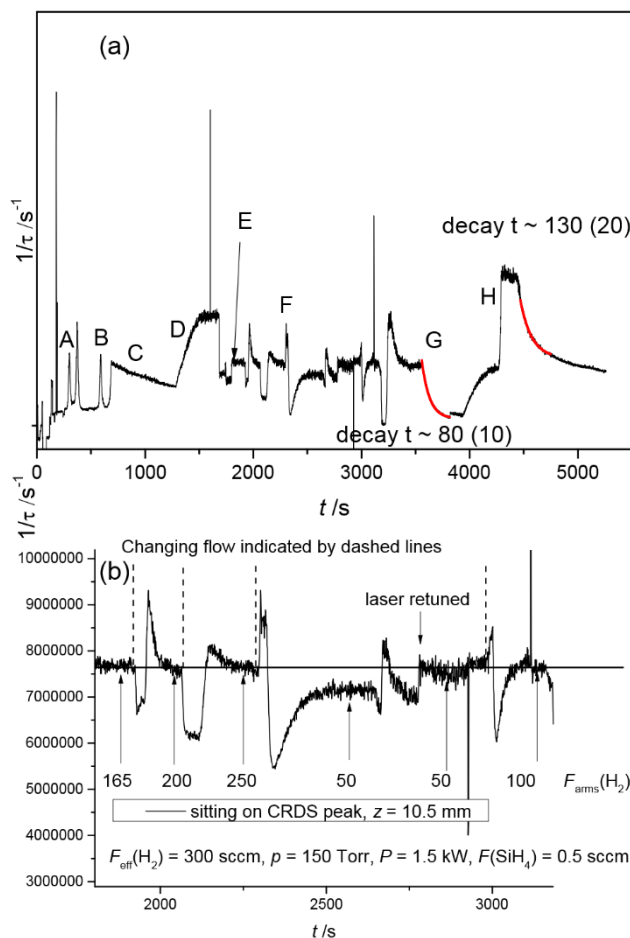 (a)
1/τ /s⁻¹
A
B
C
D
E
F
G
H
decay t ~ 130 (20)
decay t ~ 80 (10)
0
1000
2000
3000
4000
5000
t /s
1/τ /s⁻¹
(b)
Changing flow indicated by dashed lines
10000000
9000000
8000000
7000000
6000000
5000000
4000000
3000000
laser retuned
165
200
250
50
50
100
F_arms(H₂)
sitting on CRDS peak, z = 10.5 mm
F_eff(H₂) = 300 sccm, p = 150 Torr, P = 1.5 kW, F(SiH₄) = 0.5 sccm
2000
2500
3000
t /s